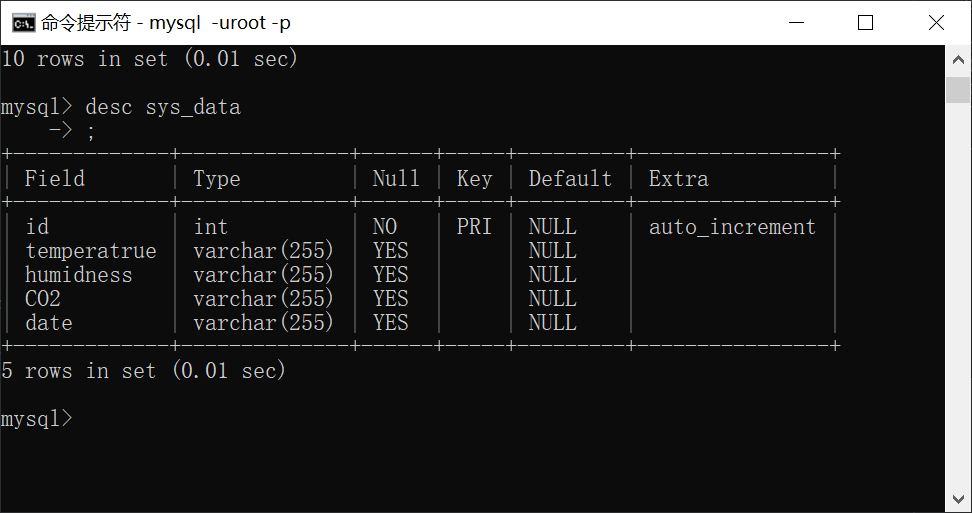 命令提示符 - mysql  -uroot -p
10 rows in set (0.01 sec)
mysql> desc sys_data
    -> ;
+-------------+--------------+------+-----+---------+----------------+
| Field       | Type         | Null | Key | Default | Extra          |
+-------------+--------------+------+-----+---------+----------------+
| id          | int          | NO   | PRI | NULL    | auto_increment |
| temperatrue | varchar(255) | YES  |     | NULL    |                |
| humidness   | varchar(255) | YES  |     | NULL    |                |
| CO2         | varchar(255) | YES  |     | NULL    |                |
| date        | varchar(255) | YES  |     | NULL    |                |
+-------------+--------------+------+-----+---------+----------------+
5 rows in set (0.01 sec)
mysql>